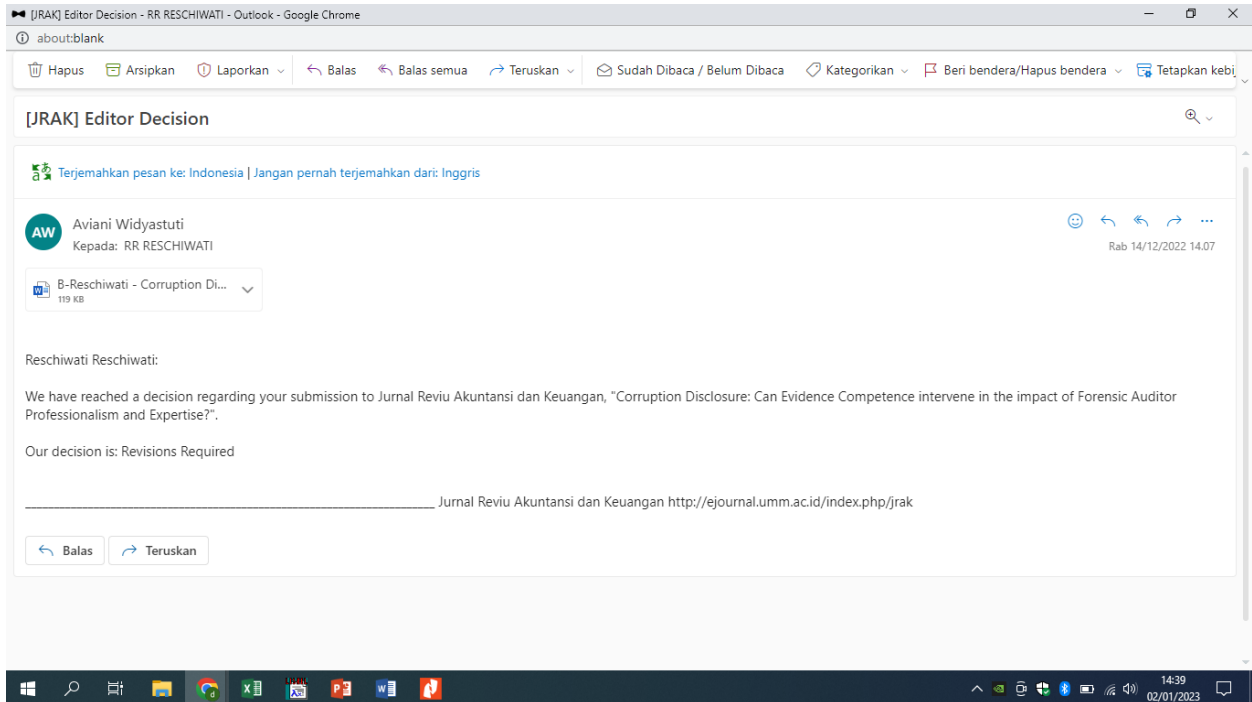 [JRAK] Editor Decision - RR RESCHIWATI - Outlook - Google Chrome
about:blank
Hapus Arsipkan Laporkan Balas Balas semua Teruskan Sudah Dibaca / Belum Dibaca Kategorikan Beri bendera/Hapus bendera Tetapkan kebij
[JRAK] Editor Decision
Terjemahkan pesan ke: Indonesia | Jangan pernah terjemahkan dari: Inggris
AW
Aviani Widyastuti
Kepada: RR RESCHIWATI
Rab 14/12/2022 14.07
B-Reschiwati - Corruption Di...
119 KB
Reschiwati Reschiwati:
We have reached a decision regarding your submission to Jurnal Reviu Akuntansi dan Keuangan, "Corruption Disclosure: Can Evidence Competence intervene in the impact of Forensic Auditor
Professionalism and Expertise?".
Our decision is: Revisions Required
________________________________________________________________________ Jurnal Reviu Akuntansi dan Keuangan http://ejournal.umm.ac.id/index.php/jrak
Balas Teruskan
14:39
02/01/2023